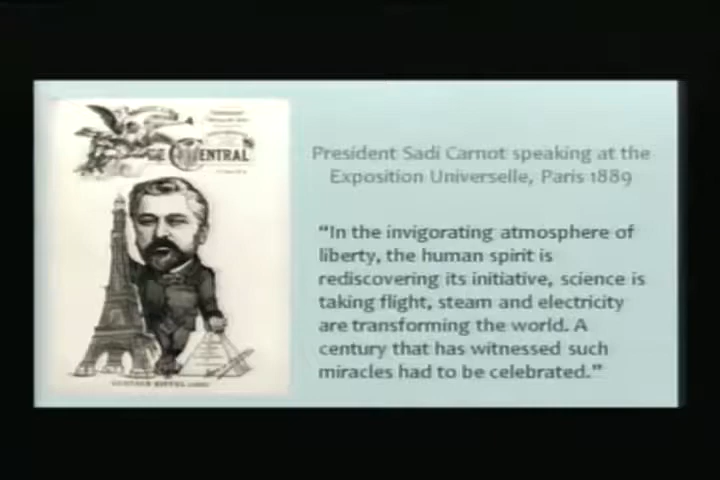 CENTRAL
President Sadi Carnot speaking at the
Exposition Universelle, Paris 1889
“In the invigorating atmosphere of
liberty, the human spirit is
rediscovering its initiative, science is
taking flight, steam and electricity
are transforming the world. A
century that has witnessed such
miracles had to be celebrated.”
GUSTAVE EIFFEL